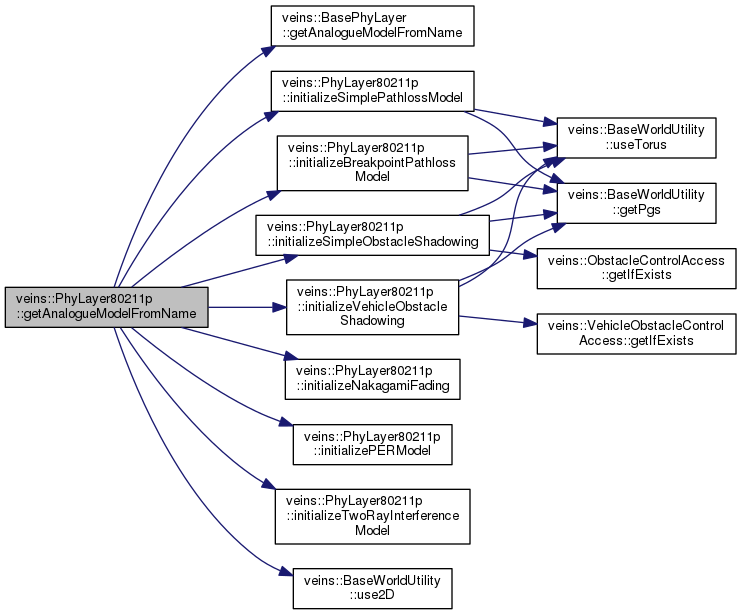 veins::BasePhyLayer
::getAnalogueModelFromName
veins::PhyLayer80211p
::initializeSimplePathlossModel
veins::BaseWorldUtility
::useTorus
veins::PhyLayer80211p
::initializeBreakpointPathloss
Model
veins::BaseWorldUtility
::getPgs
veins::PhyLayer80211p
::initializeSimpleObstacleShadowing
veins::ObstacleControlAccess
::getIfExists
veins::PhyLayer80211p
::getAnalogueModelFromName
veins::PhyLayer80211p
::initializeVehicleObstacle
Shadowing
veins::VehicleObstacleControl
Access::getIfExists
veins::PhyLayer80211p
::initializeNakagamiFading
veins::PhyLayer80211p
::initializePERModel
veins::PhyLayer80211p
::initializeTwoRayInterference
Model
veins::BaseWorldUtility
::use2D